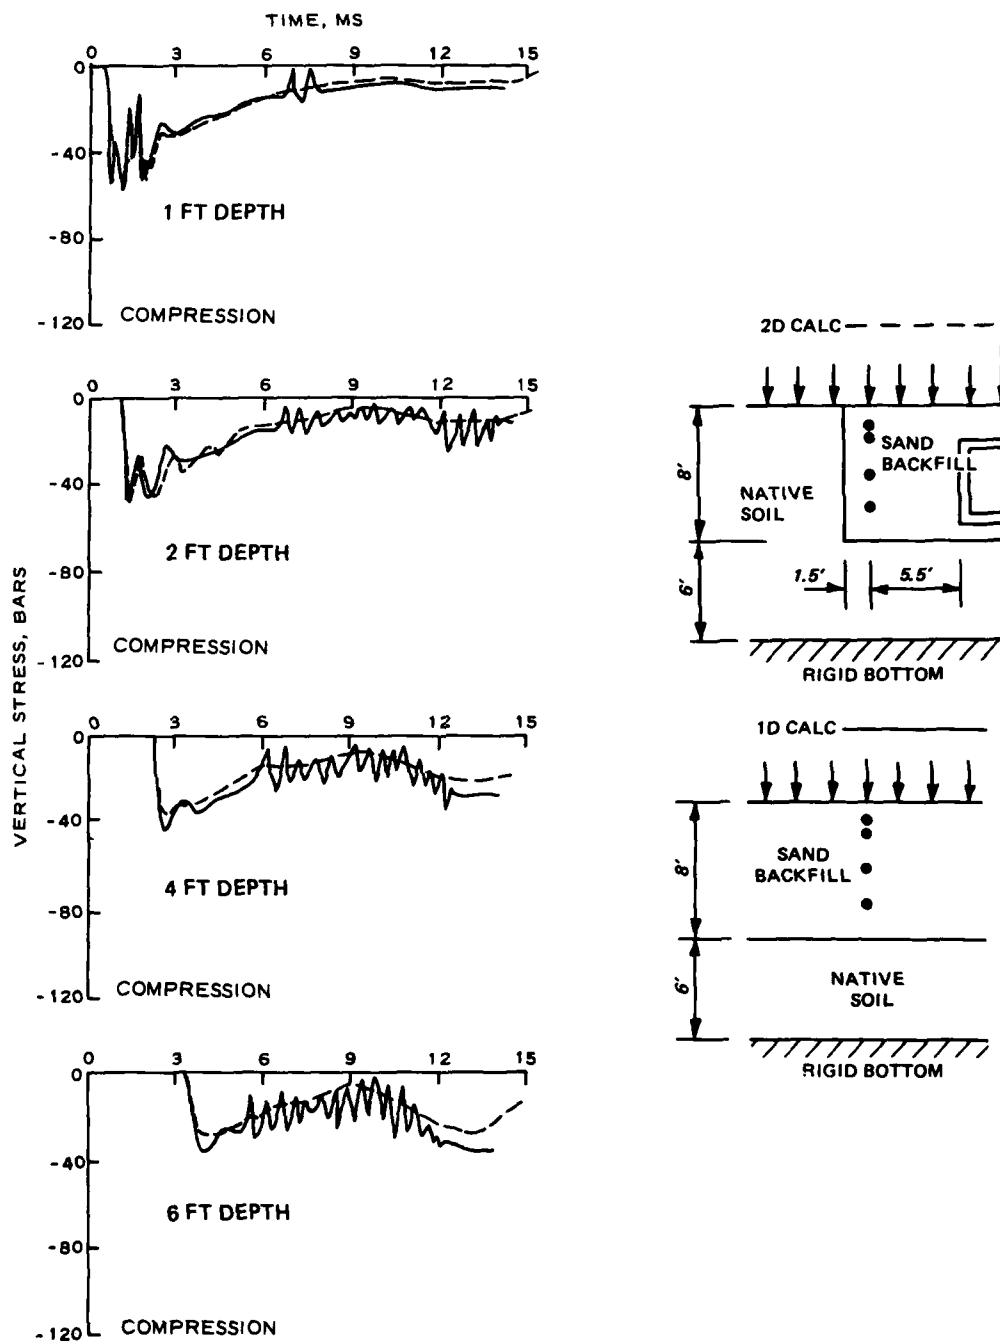 TIME, MS
0 3 6 9 12 15
0
-40
1 FT DEPTH
-80
COMPRESSION
-120
0 3 6 9 12 15
0
-40
2 FT DEPTH
-80
COMPRESSION
-120
VERTICAL STRESS, BARS
0 3 6 9 12 15
0
-40
4 FT DEPTH
-80
COMPRESSION
-120
0 3 6 9 12 15
0
-40
6 FT DEPTH
-80
COMPRESSION
-120
2D CALC
8'
SAND
BACKFILL
NATIVE
SOIL
6'
1.5'
5.5'
RIGID BOTTOM
1D CALC
8'
SAND
BACKFILL
6'
NATIVE
SOIL
RIGID BOTTOM